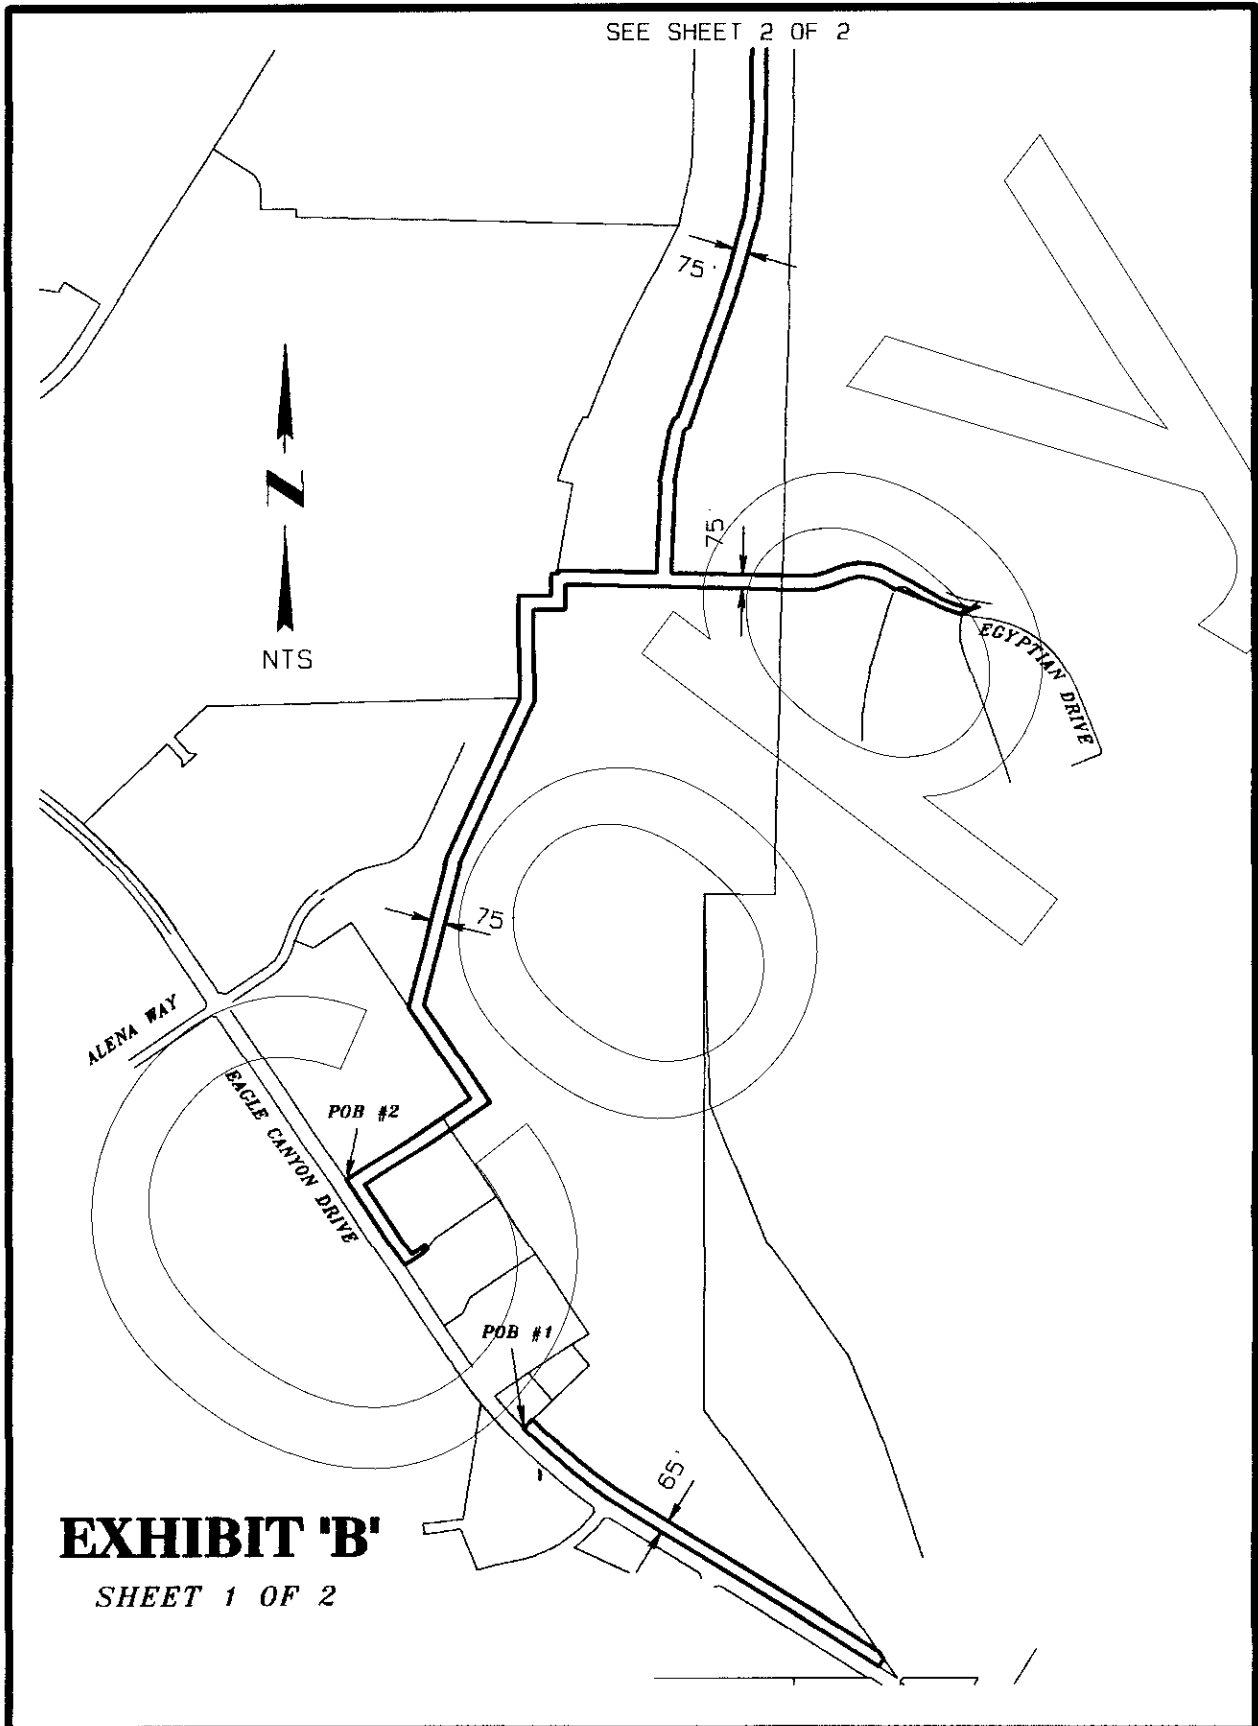 SEE SHEET 2 OF 2
75'
75'
N
NTS
EGYPTIAN DRIVE
75
ALENA WAY
EAGLE CANYON DRIVE
POB #2
POB #1
65'
EXHIBIT 'B'
SHEET 1 OF 2
Copy